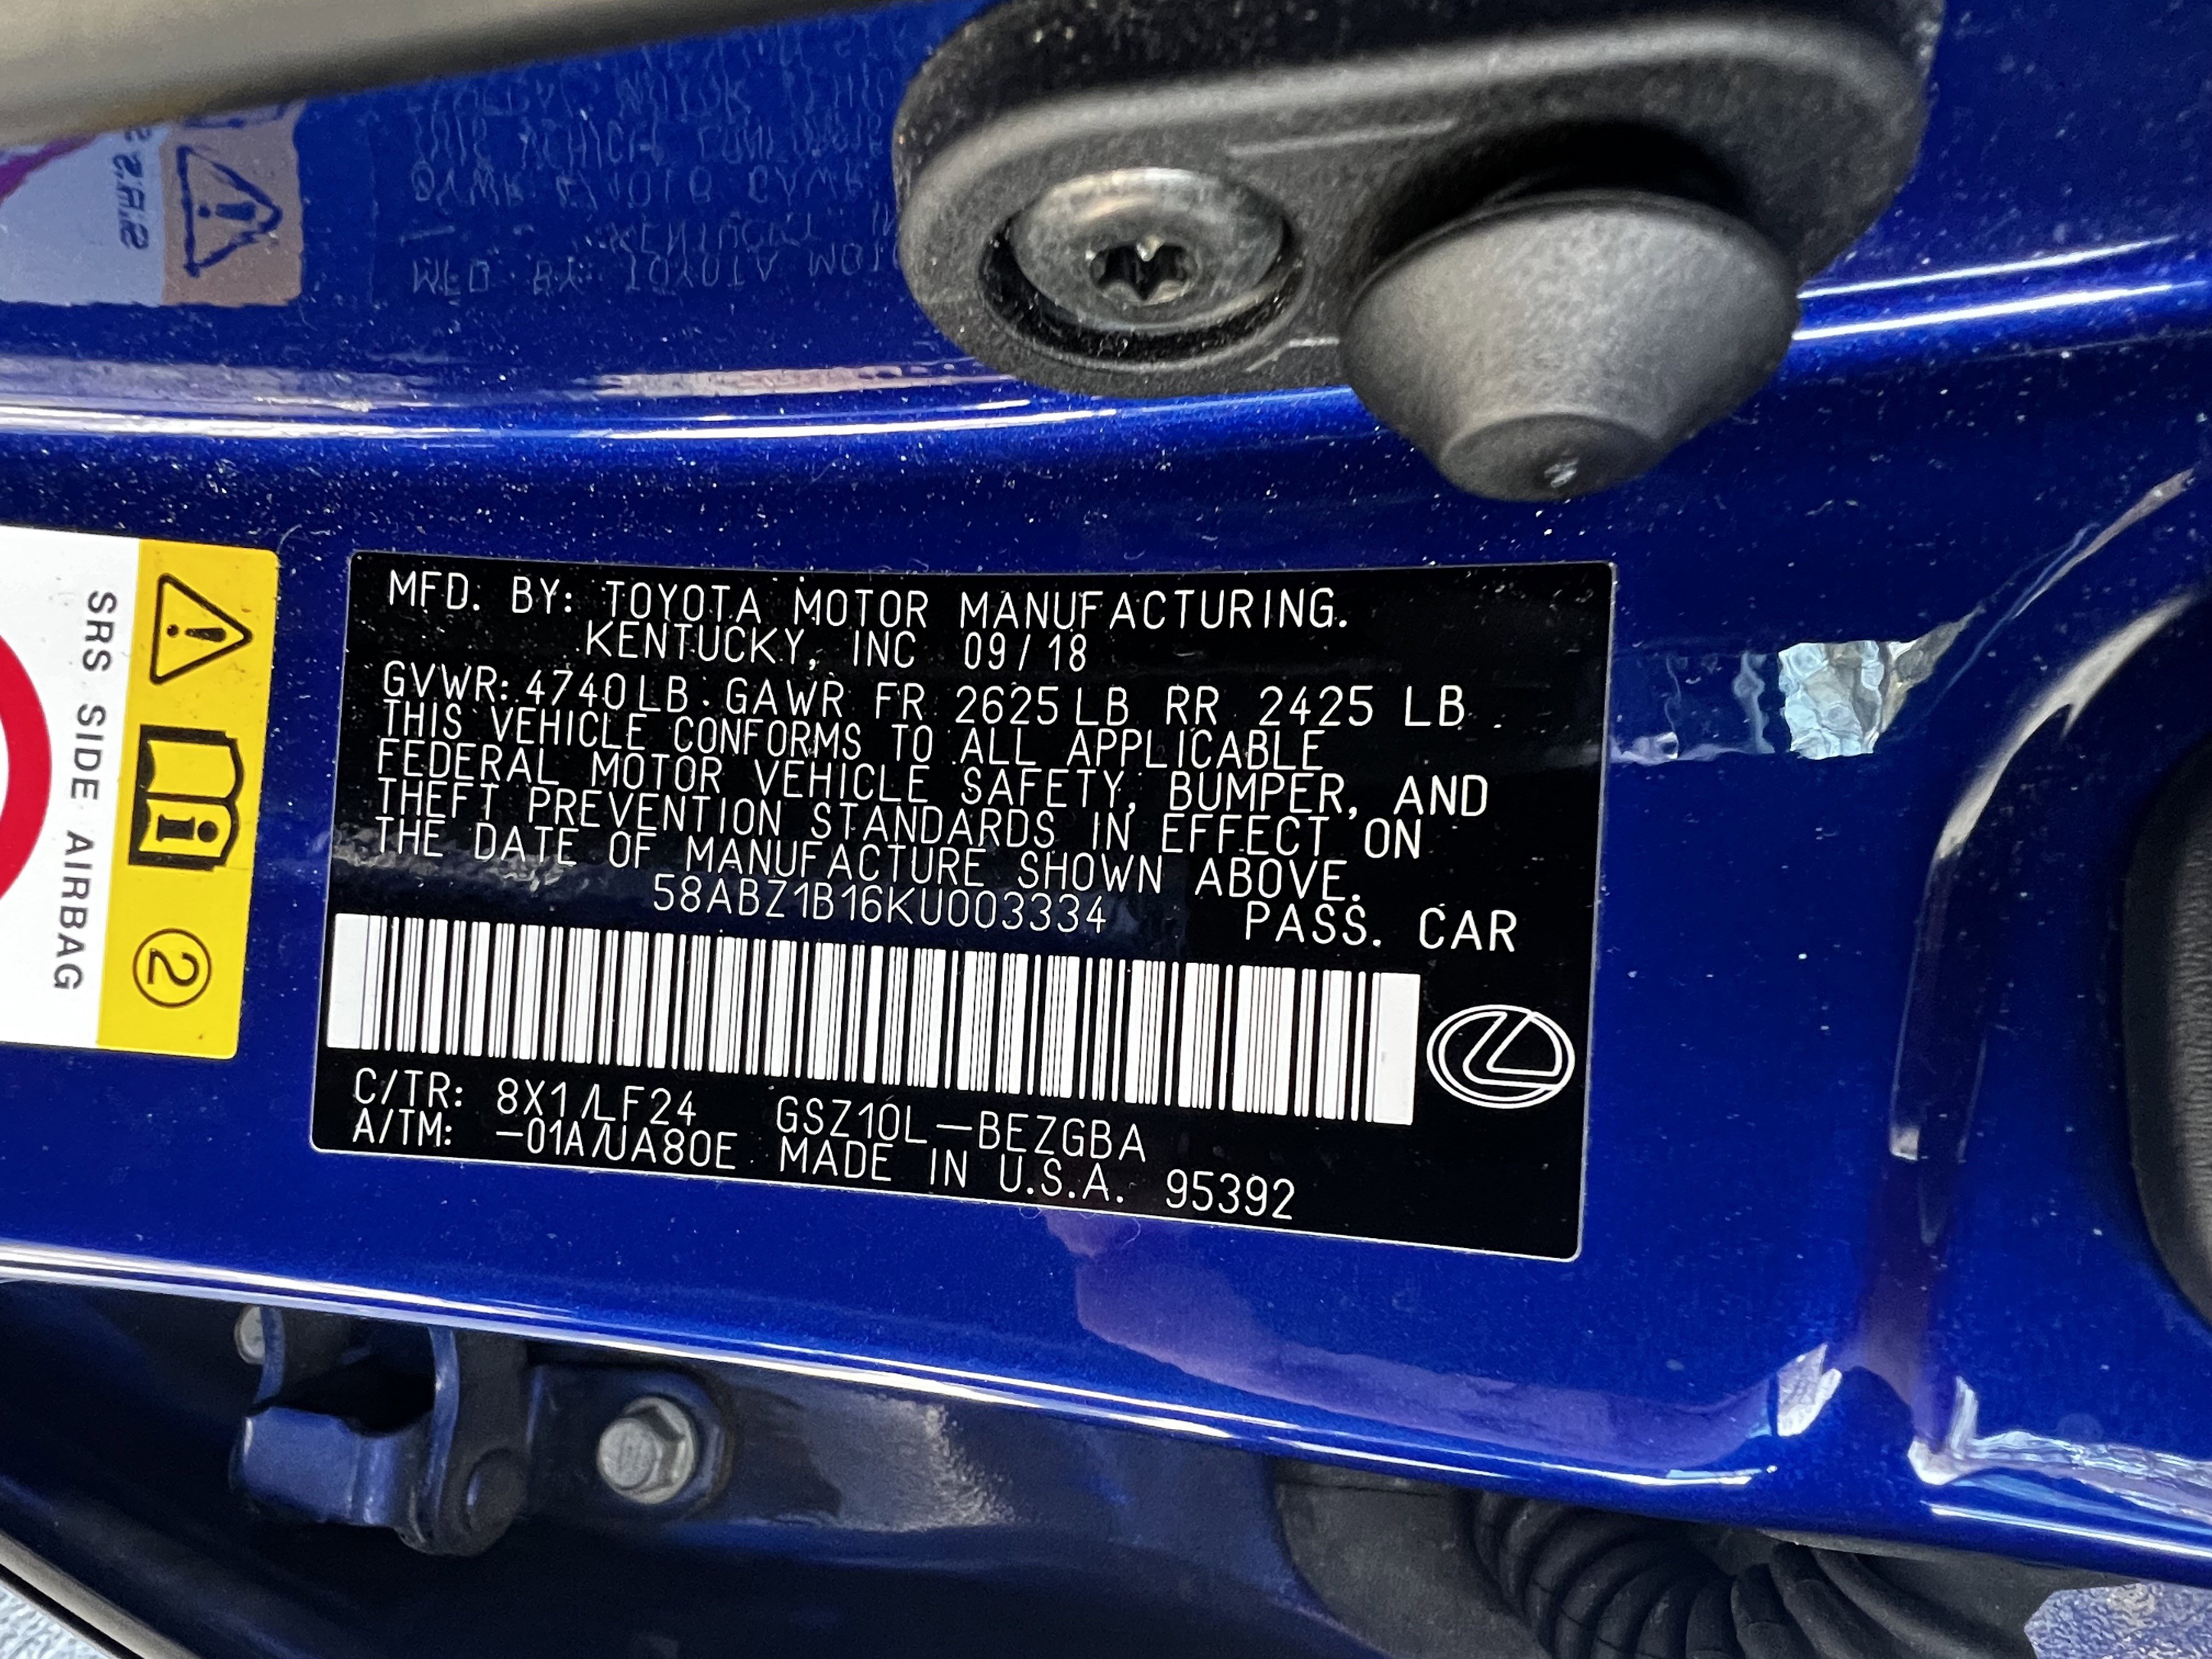 MFD. BY: TOYOTA MOTOR MANUFACTURING.
KENTUCKY, INC 09/18
GVWR: 4740LB GAWR FR 2625LB RR 2425 LB
THIS VEHICLE CONFORMS TO ALL APPLICABLE
FEDERAL MOTOR VEHICLE SAFETY, BUMPER, AND
THEFT PREVENTION STANDARDS IN EFFECT ON
THE DATE OF MANUFACTURE SHOWN ABOVE.
58ABZ1B16KU003334 PASS. CAR
C/TR: 8X1/LF24 GSZ10L-BEZGBA
A/TM: -01A/UA80E MADE IN U.S.A. 95392
SRS SIDE AIRBAG
2